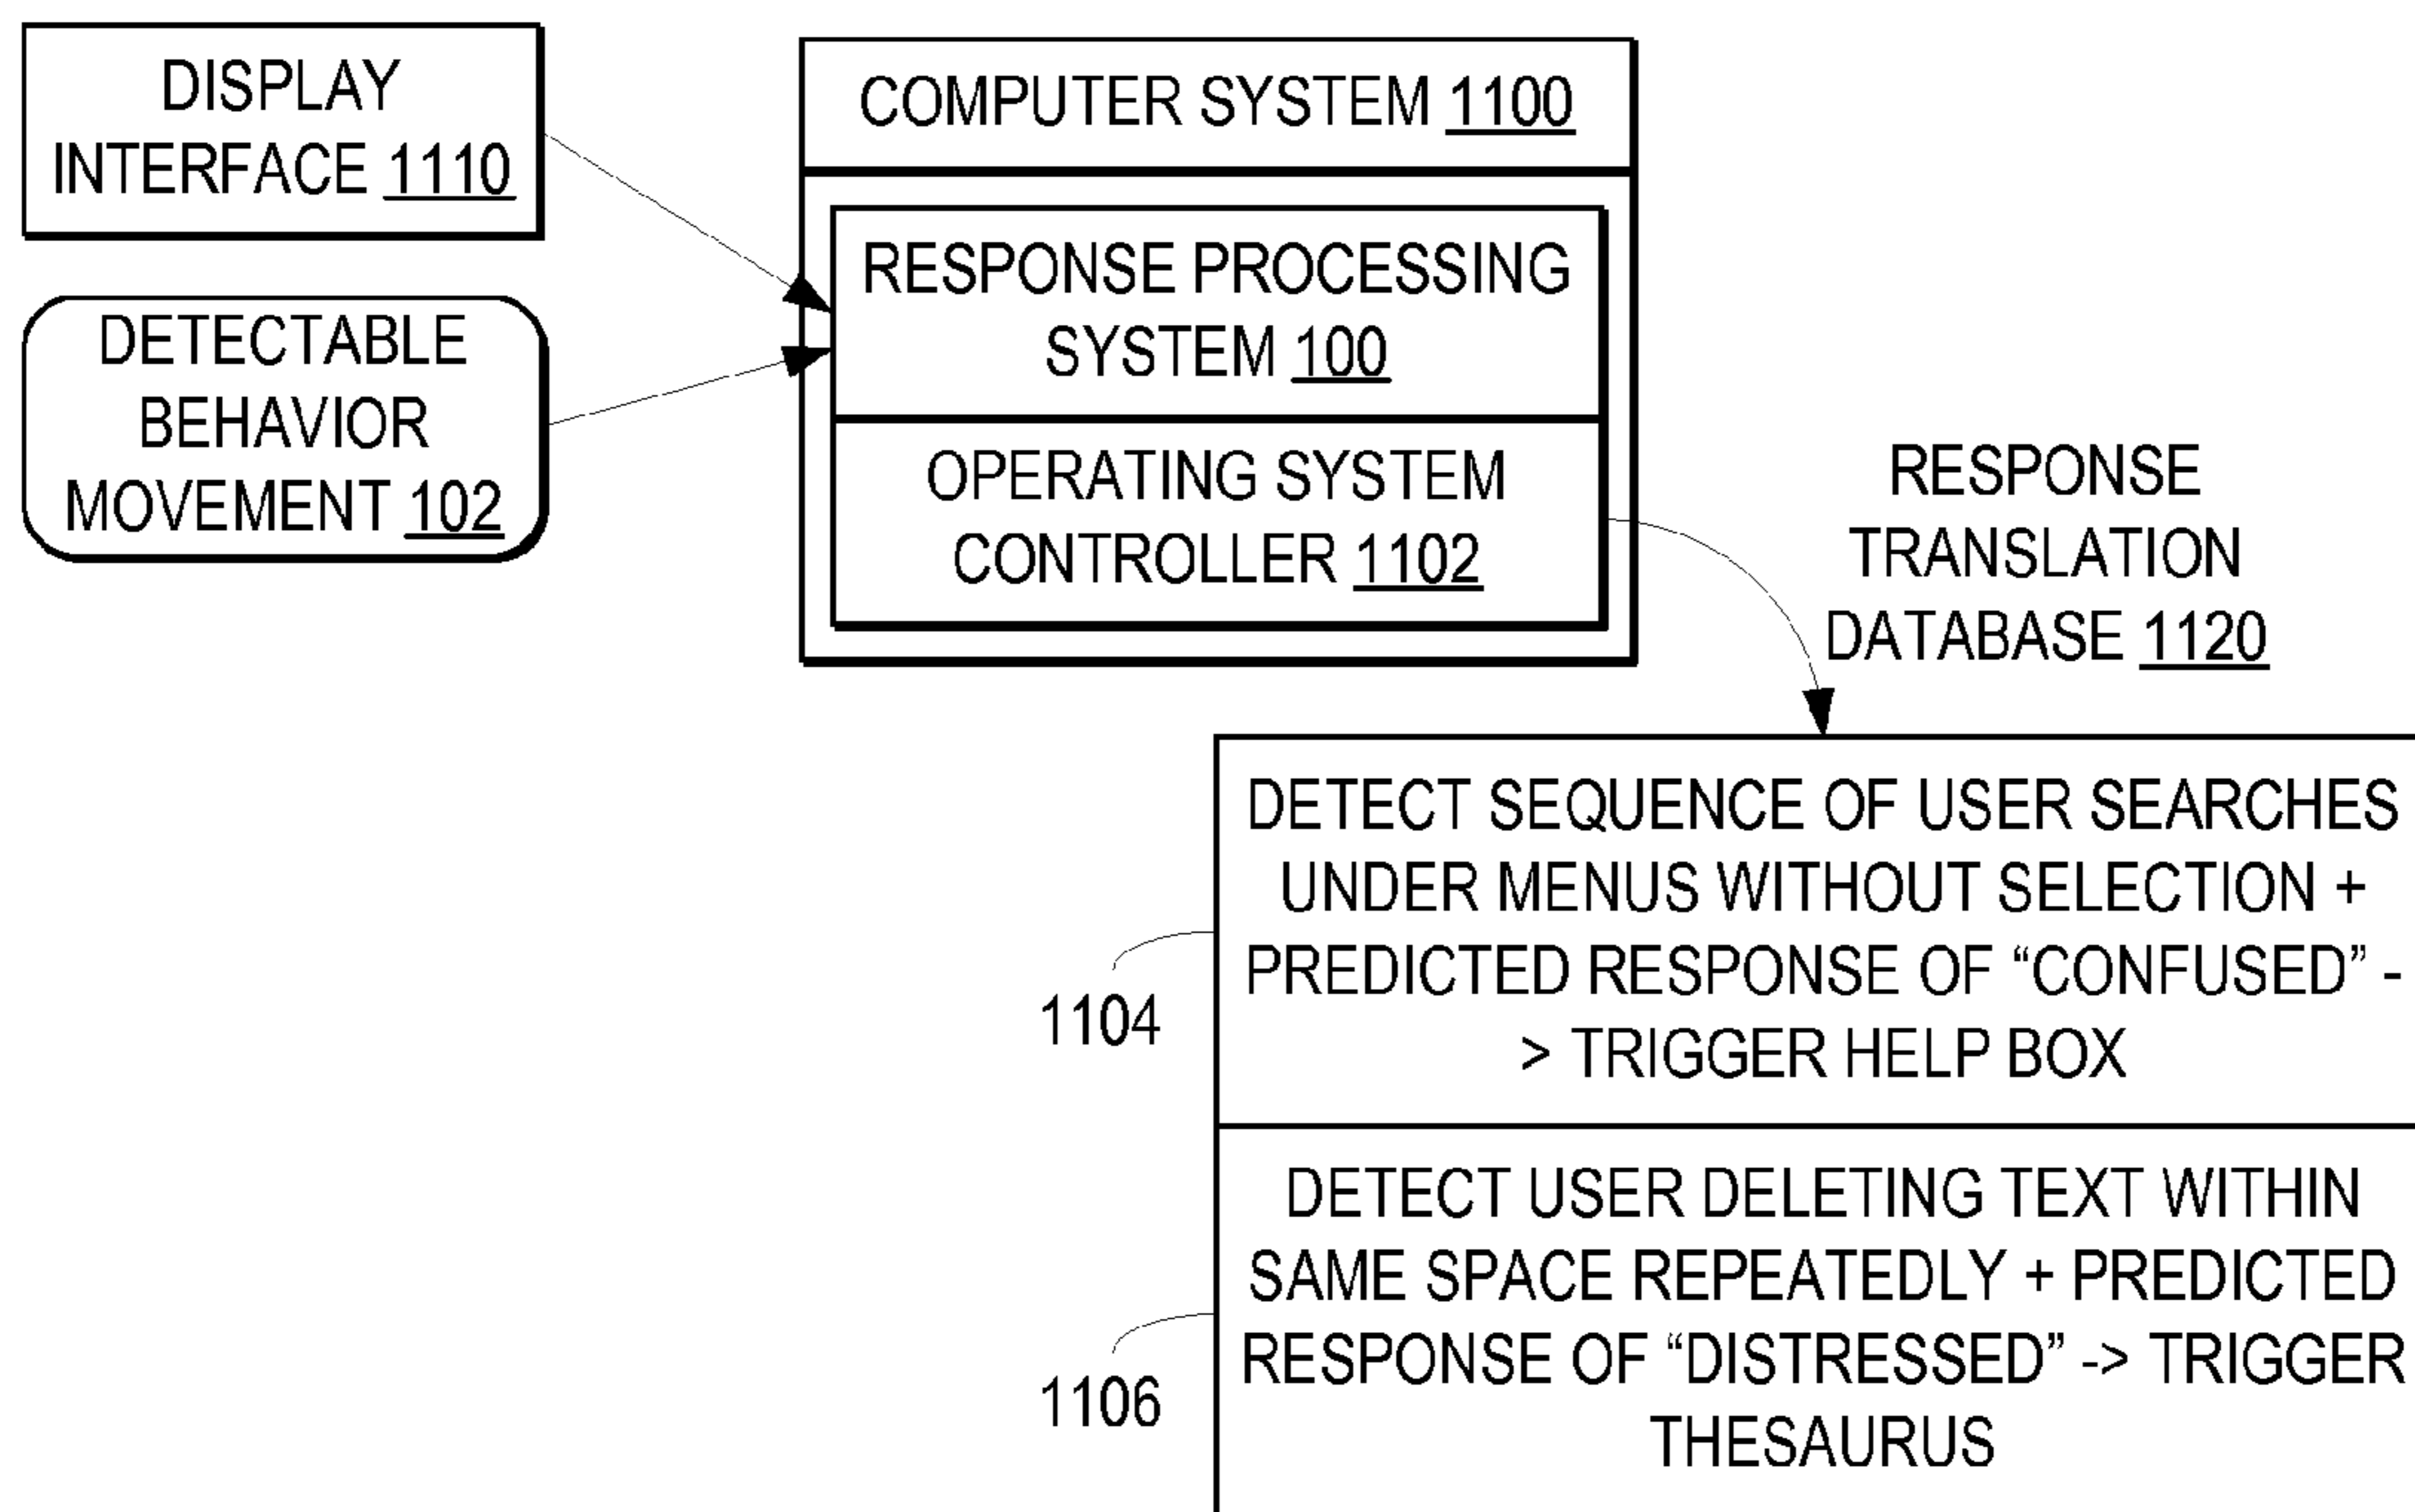 DISPLAY
INTERFACE 1110
DETECTABLE
BEHAVIOR
MOVEMENT 102
COMPUTER SYSTEM 1100
RESPONSE PROCESSING
SYSTEM 100
OPERATING SYSTEM
CONTROLLER 1102
RESPONSE
TRANSLATION
DATABASE 1120
DETECT SEQUENCE OF USER SEARCHES
UNDER MENUS WITHOUT SELECTION +
PREDICTED RESPONSE OF “CONFUSED” -
> TRIGGER HELP BOX
1104
DETECT USER DELETING TEXT WITHIN
SAME SPACE REPEATEDLY + PREDICTED
RESPONSE OF “DISTRESSED” -> TRIGGER
THESAURUS
1106